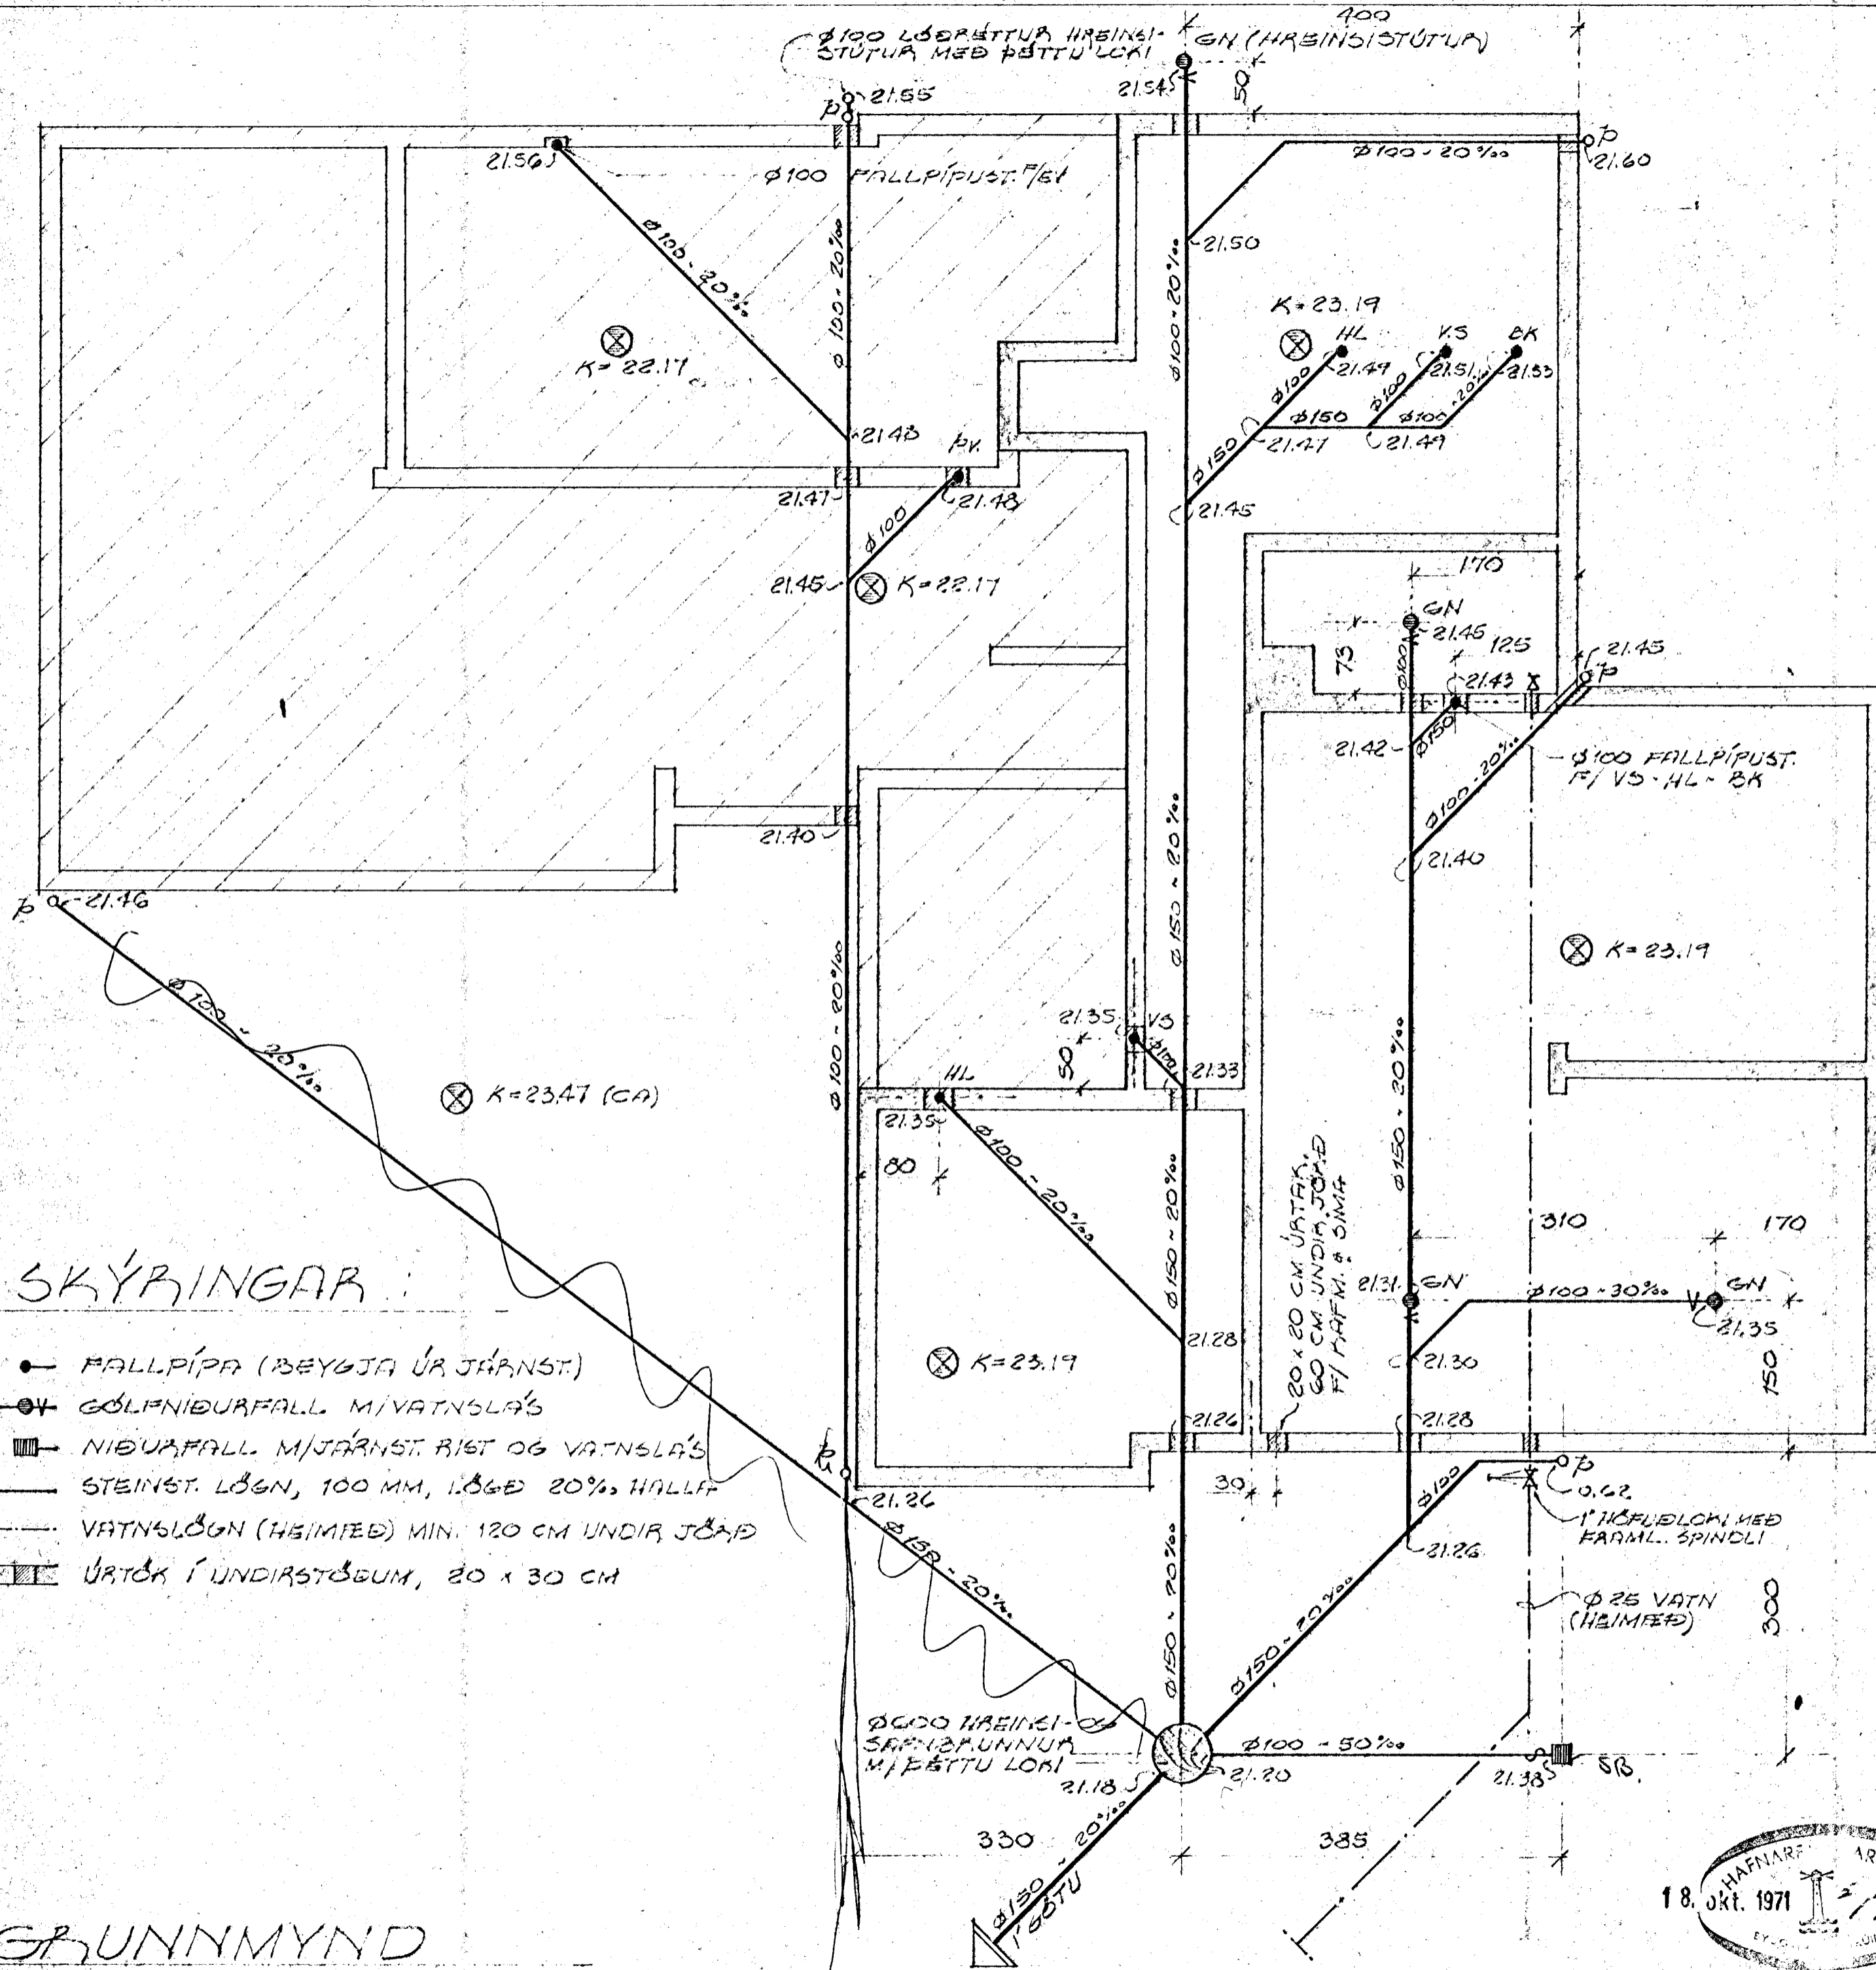 Ø100 LÓÐRÉTTUR HREINSI-
STÚTUR MEÐ ÞÉTTU LOKI
GN (HREINSISTÚTUR)
400
50
21.54
21.55
þ
21.56
Ø100 FALLPÍPUST. F/EV
Ø100 - 20‰
Ø100 - 20‰
Ø100 - 20‰
þ
21.60
21.50
Ø100 - 20‰
K=22.17
K=23.19
HL
V.S
BK
21.49
21.51
21.53
Ø100
Ø100
20‰
Ø150
Ø100
21.47
21.49
Ø150
21.45
21.48
ÞV.
21.47
21.48
Ø100
21.45
K=22.17
170
GN
21.45
125
73
Ø100
21.43
21.45
þ
21.42
Ø150
Ø100 - 20‰
Ø100 FALLPÍPUST.
F/ VS - HL - BK
21.40
21.40
Ø150 - 20‰
þ
21.46
Ø100 - 20‰
Ø100 - 20‰
K=23.19
K=23.47 (CA)
21.35
VS
50
Ø100
21.33
HL
21.35
80
Ø100 - 20‰
Ø150 - 20‰
Ø150 - 20‰
20 x 20 CM ÚRTAK,
60 CM UNDIR JÖRÐ
F/ RAFM. & SÍMA
310
170
21.31
GN
Ø100 - 30‰
V
GN
21.35
21.30
150
21.28
K=23.19
21.26
21.28
30
SKÝRINGAR:
FALLPÍPA (BEYGJA ÚR JÁRNST.)
V GÓLFNIÐURFALL M/VATNSLÁS
NIÐURFALL M/JÁRNST. RIST OG VATNSLÁS
STEINST. LÖGN, 100 MM, LÖGÐ 20‰ HALLA
VATNSLÖGN (HEIMÆÐ) MIN. 120 CM UNDIR JÖRÐ
ÚRTÖK Í UNDIRSTÖÐUM, 20 x 30 CM
21.26
Ø150 - 20‰
Ø150 - 20‰
Ø100
þ
0.62
1" HÖFUÐLOKI MEÐ
FRAML. SPINDLI
21.26
Ø150 - 20‰
Ø25 VATN
(HEIMÆÐ)
300
Ø600 HREINSI- OG
SAFNBRUNNUR
M/ÞÉTTU LOKI
21.18
21.20
Ø100 - 50‰
21.38
SB.
330
385
Ø150 - 20‰
Í GÖTU
18. okt. 1971
GRUNNMYND